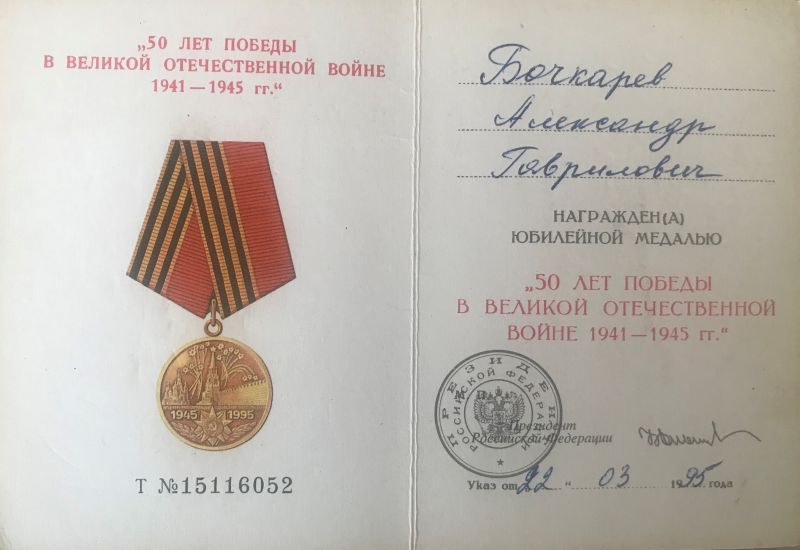 „50 ЛЕТ ПОБЕДЫ
В ВЕЛИКОЙ ОТЕЧЕСТВЕННОЙ ВОЙНЕ
1941—1945 гг.“
1945 1995
Т №15116052
Бочкарев
Александр
Гаврилович
НАГРАЖДЕН(А)
ЮБИЛЕЙНОЙ МЕДАЛЬЮ
„50 ЛЕТ ПОБЕДЫ
В ВЕЛИКОЙ ОТЕЧЕСТВЕННОЙ
ВОЙНЕ 1941—1945 гг.“
ПРЕЗИДЕНТ
РОССИЙСКОЙ ФЕДЕРАЦИИ
Президент
Российской Федерации
Указ от „22“ 03 1995 года